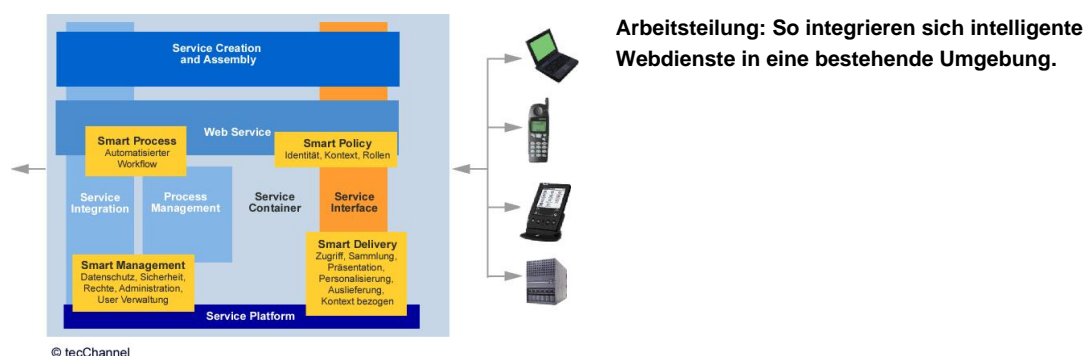 Service Creation
and Assembly
Web Service
Smart Process
Automatisierter
Workflow
Smart Policy
Identität, Kontext, Rollen
Service
Integration
Process
Management
Service
Container
Service
Interface
Smart Management
Datenschutz, Sicherheit,
Rechte, Administration,
User Verwaltung
Smart Delivery
Zugriff, Sammlung,
Präsentation,
Personalisierung,
Auslieferung,
Kontext bezogen
Service Platform
© tecChannel
Arbeitsteilung: So integrieren sich intelligente
Webdienste in eine bestehende Umgebung.